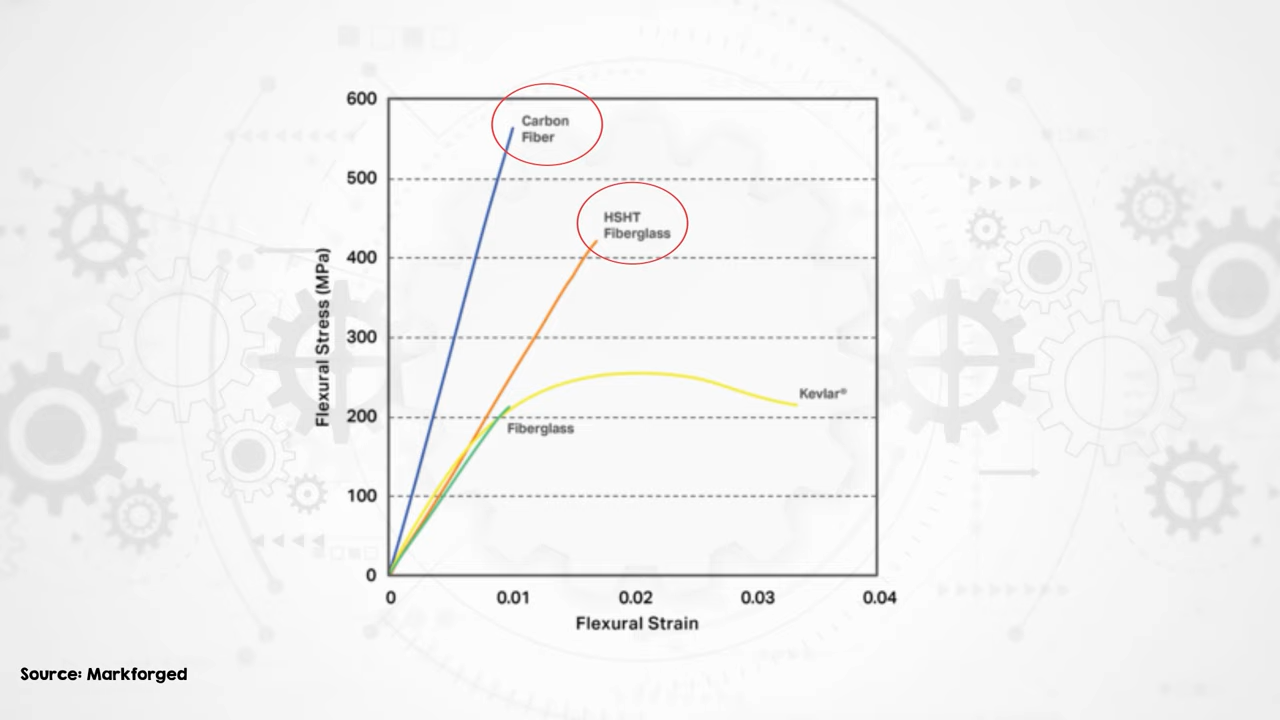 600
Carbon
Fiber
500
HSHT
Fiberglass
400
Flexural Stress (MPa)
300
Kevlar®
200
Fiberglass
100
0
0 0.01 0.02 0.03 0.04
Flexural Strain
Source: Markforged